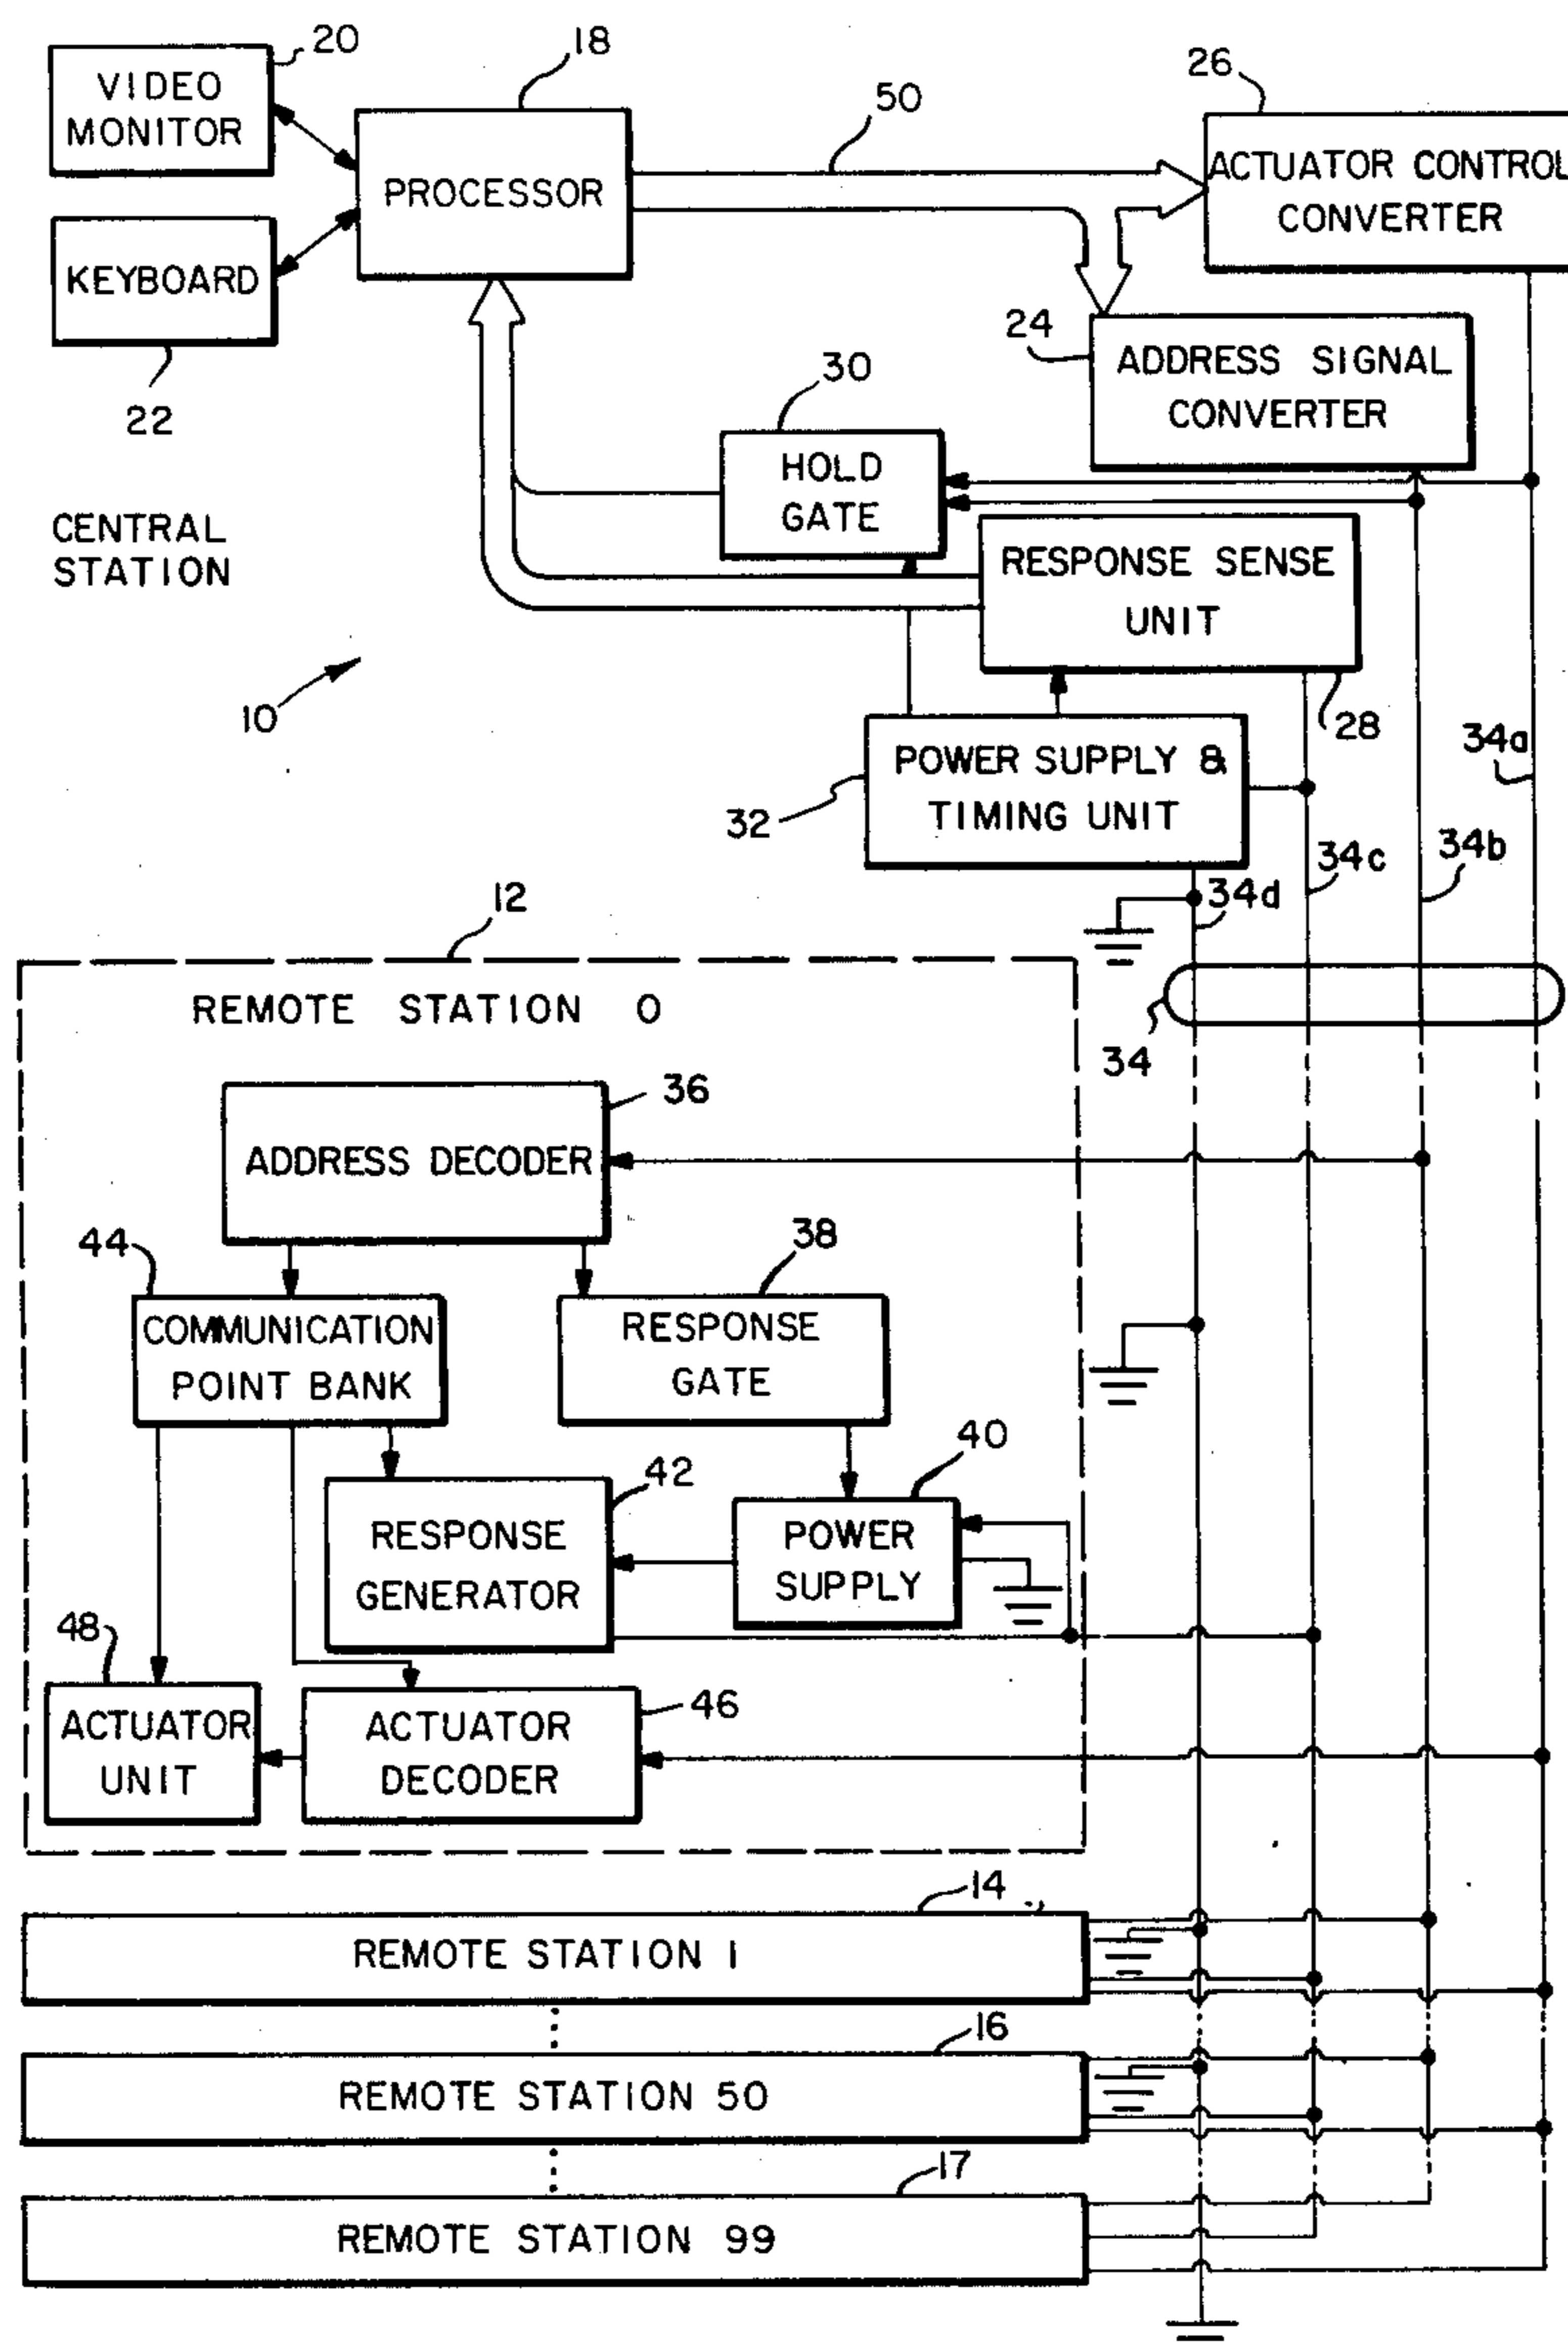 20
18
26
VIDEO
MONITOR
50
PROCESSOR
ACTUATOR CONTROL
CONVERTER
KEYBOARD
22
24
ADDRESS SIGNAL
CONVERTER
30
HOLD
GATE
CENTRAL
STATION
RESPONSE SENSE
UNIT
10
28
34a
POWER SUPPLY &
TIMING UNIT
32
34b
34c
34d
12
REMOTE STATION 0
34
36
ADDRESS DECODER
44
38
COMMUNICATION
POINT BANK
RESPONSE
GATE
40
42
RESPONSE
GENERATOR
POWER
SUPPLY
48
46
ACTUATOR
UNIT
ACTUATOR
DECODER
14
REMOTE STATION 1
16
REMOTE STATION 50
17
REMOTE STATION 99